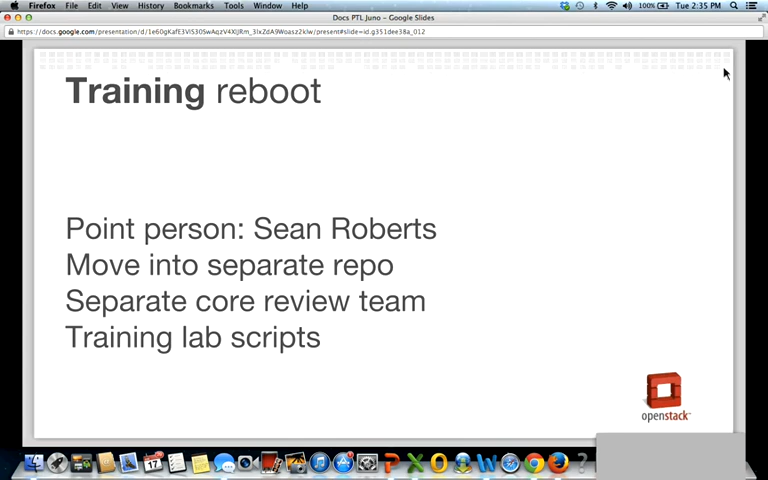 Firefox File Edit View History Bookmarks Tools Window 100% Tue 2:35 PM
Docs PTL Juno – Google Slides
Training reboot
Point person: Sean Roberts
Move into separate repo
Separate core review team
Training lab scripts
openstack
17